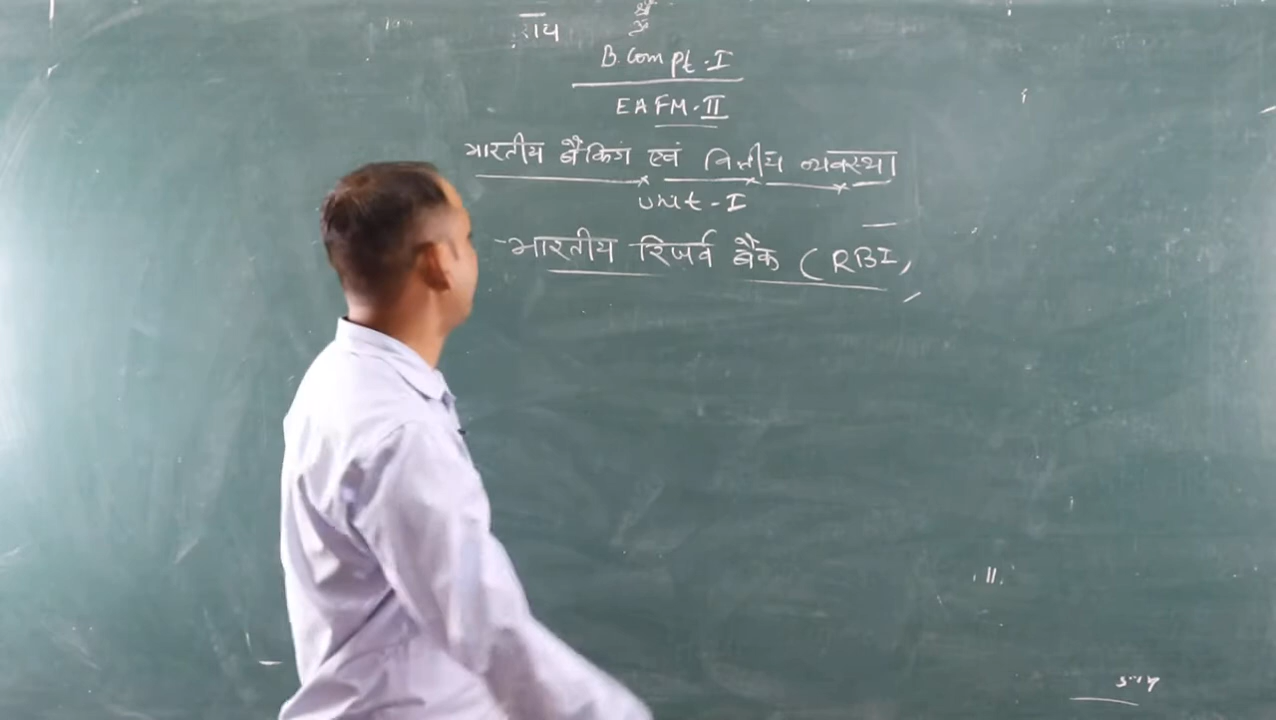 श्री
B.Com pt.I
EAFM-II
भारतीय बैंकिंग एवं वित्तीय व्यवस्था
Unit-I
-भारतीय रिजर्व बैंक (RBI,